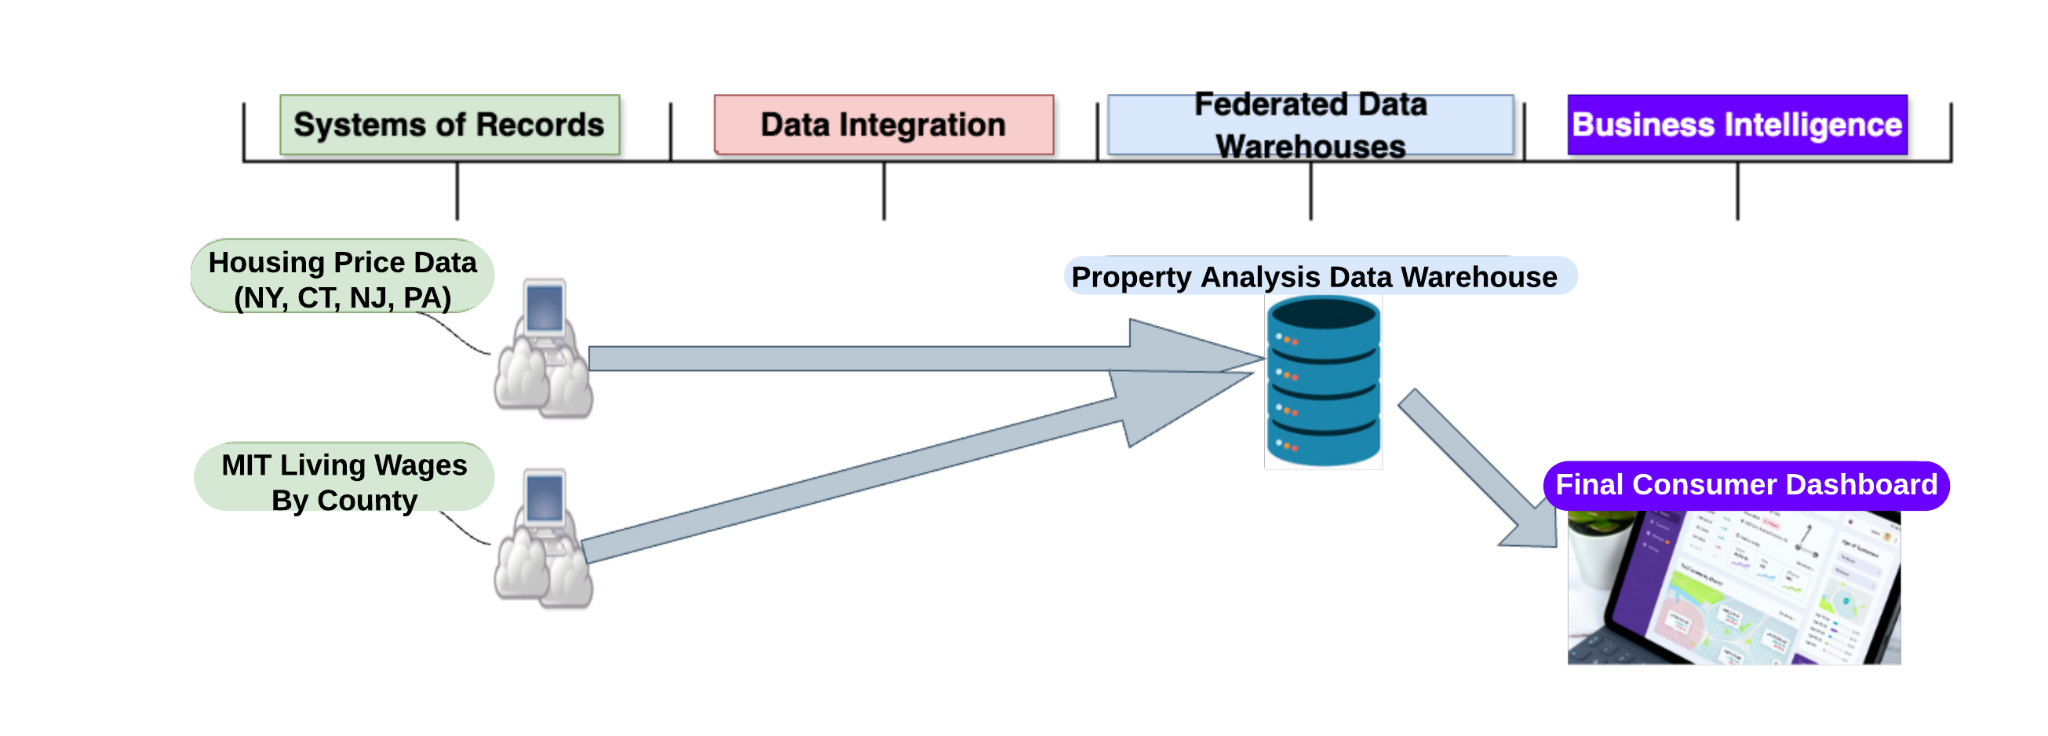 Systems of Records
Data Integration
Federated Data
Warehouses
Business Intelligence
Housing Price Data
(NY, CT, NJ, PA)
Property Analysis Data Warehouse
MIT Living Wages
By County
Final Consumer Dashboard